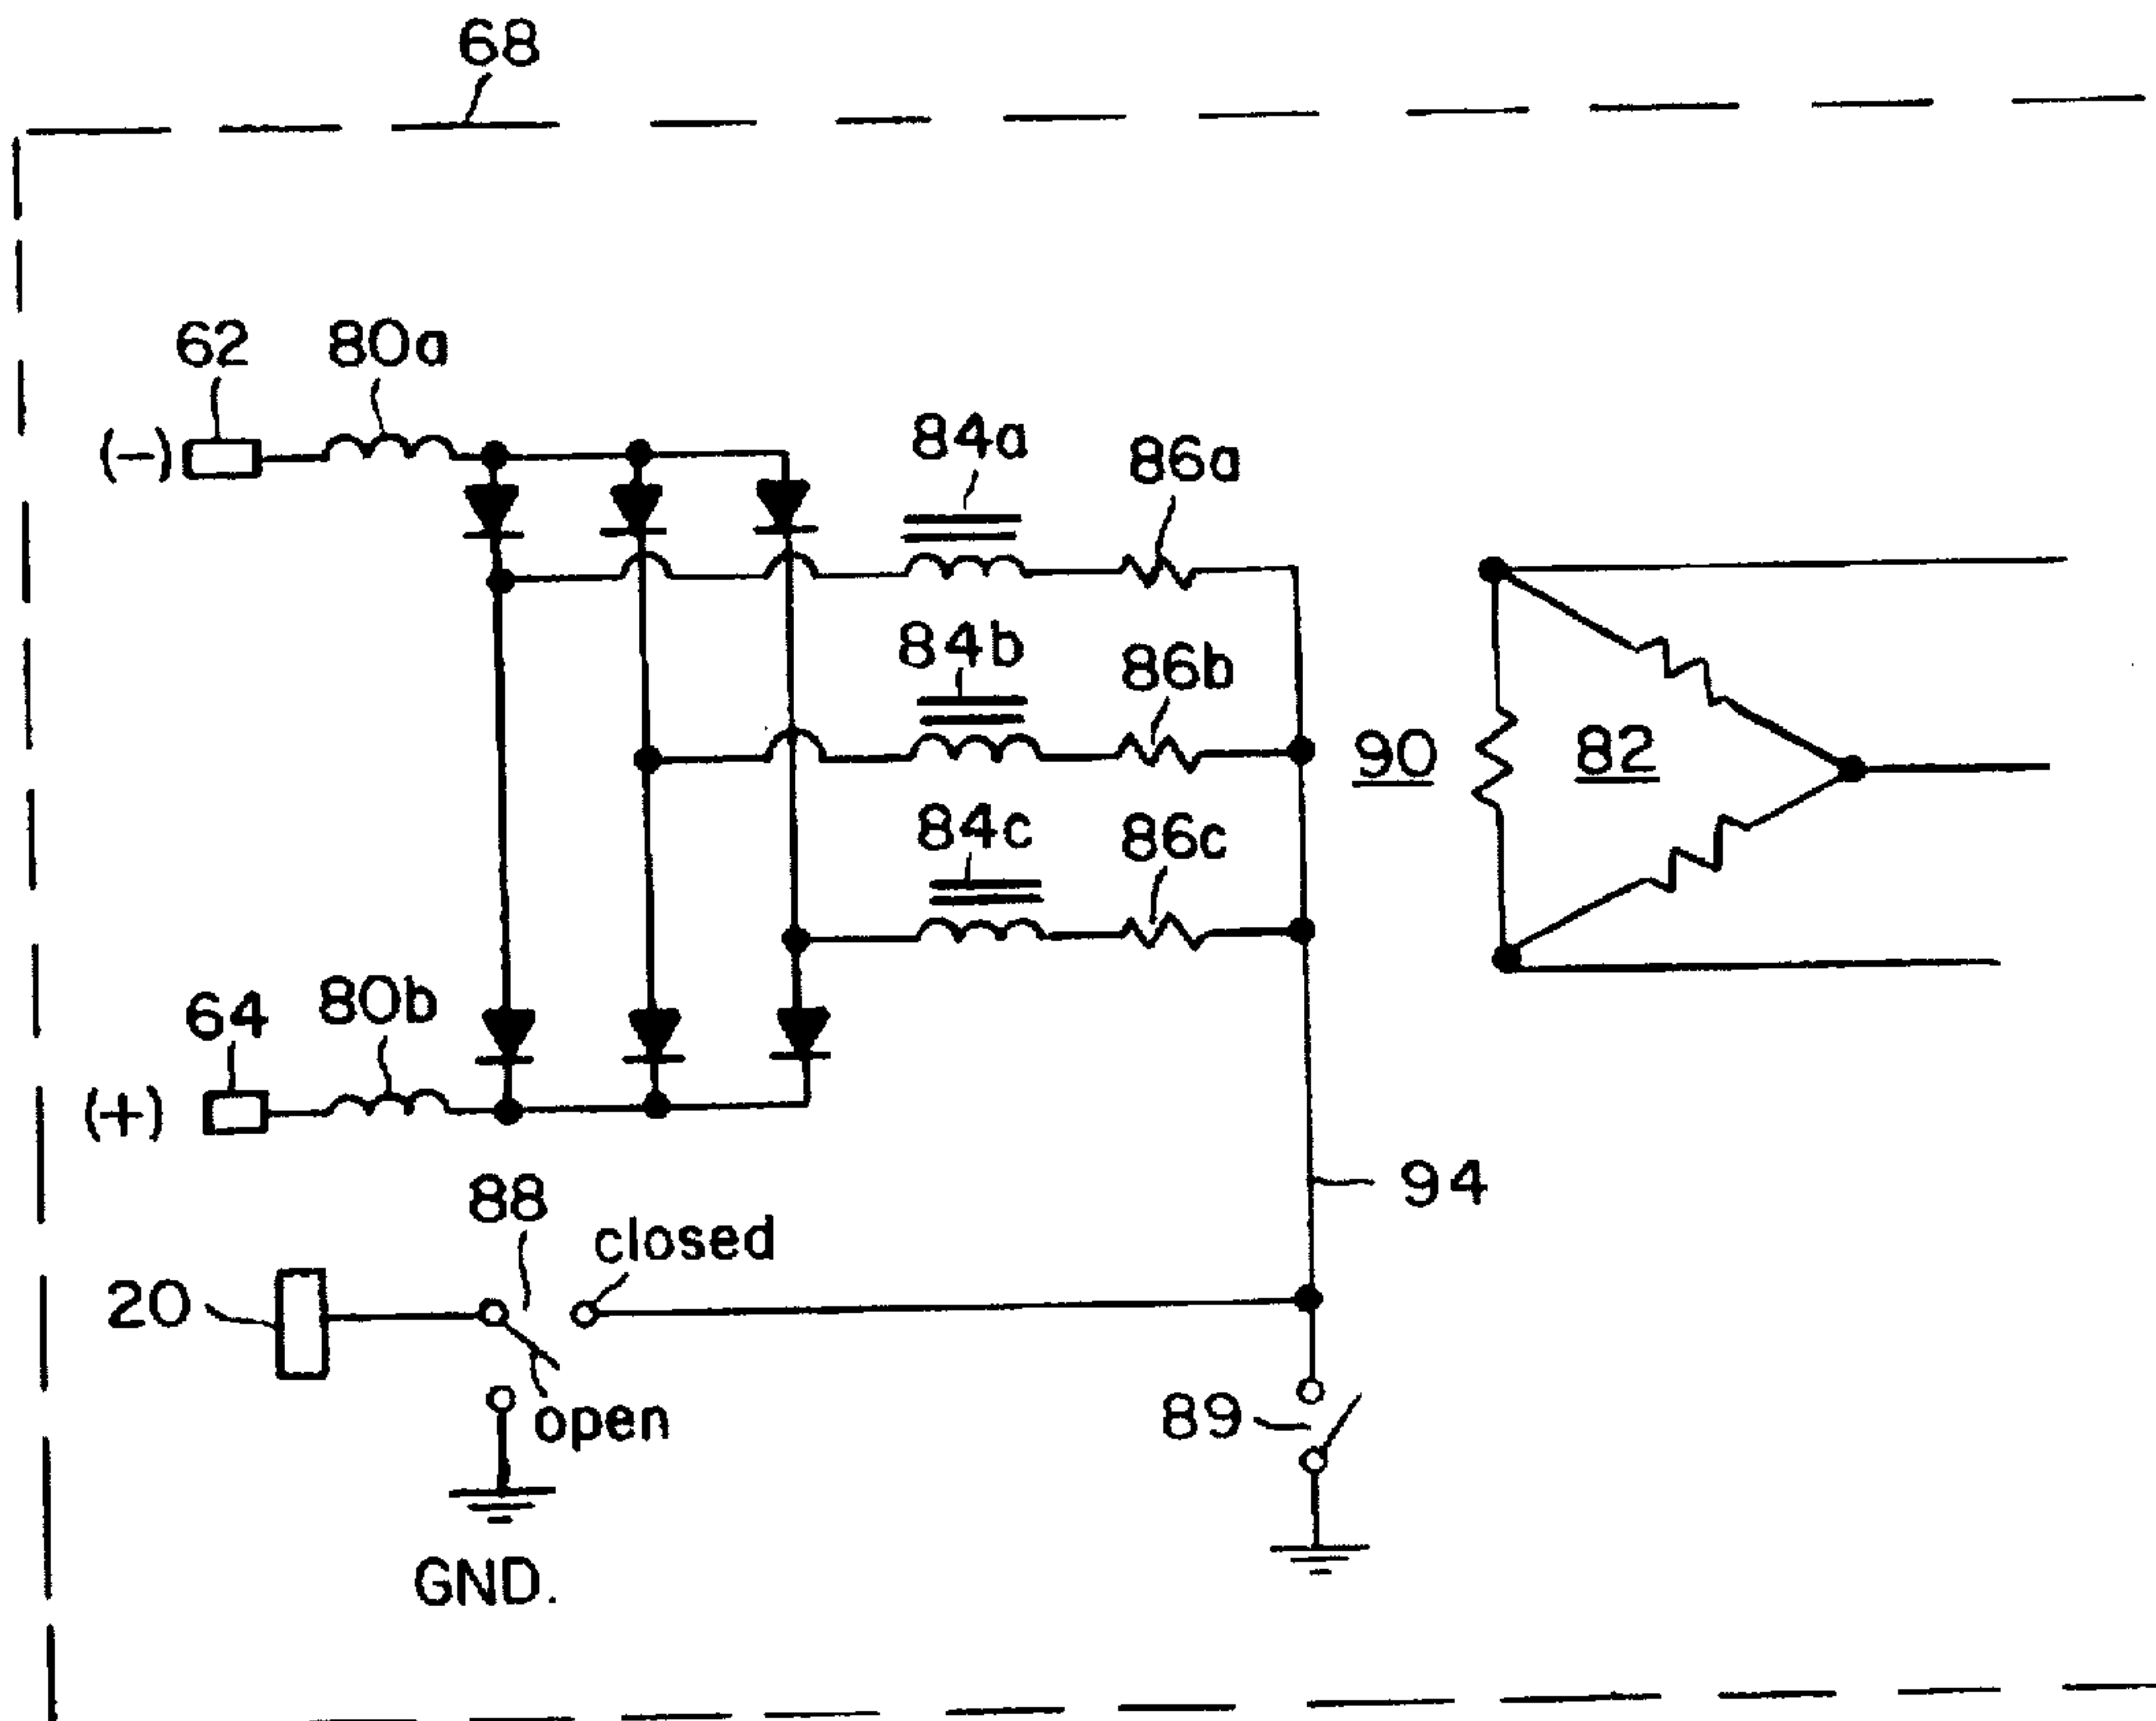 68
62
80a
(-)
84a
86a
84b
86b
90
82
84c
86c
64
80b
(+)
94
88
closed
20
89
open
GND.